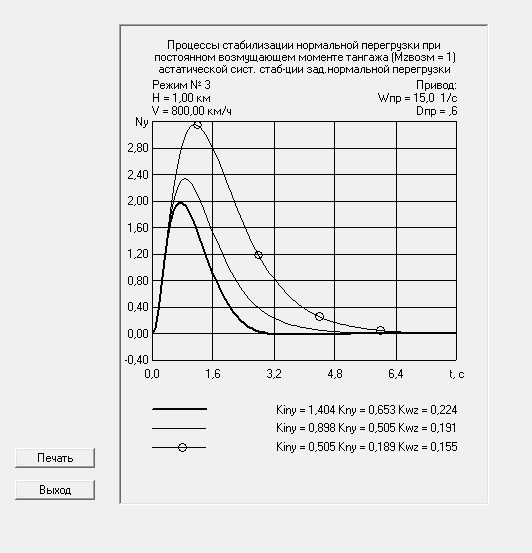 Процессы стабилизации нормальной перегрузки при
постоянном возмущающем моменте тангажа (Mzвозм = 1)
астатической сист. стаб-ции зад.нормальной перегрузки
Режим № 3 Привод:
H = 1,00 км Wпр = 15,0 1/с
V = 800,00 км/ч Dпр = ,6
Ny
2,80
2,40
2,00
1,60
1,20
0,80
0,40
0,00
-0,40
0,0 1,6 3,2 4,8 6,4 t, c
Kiny = 1,404 Kny = 0,653 Kwz = 0,224
Kiny = 0,898 Kny = 0,505 Kwz = 0,191
Kiny = 0,505 Kny = 0,189 Kwz = 0,155
Печать
Выход